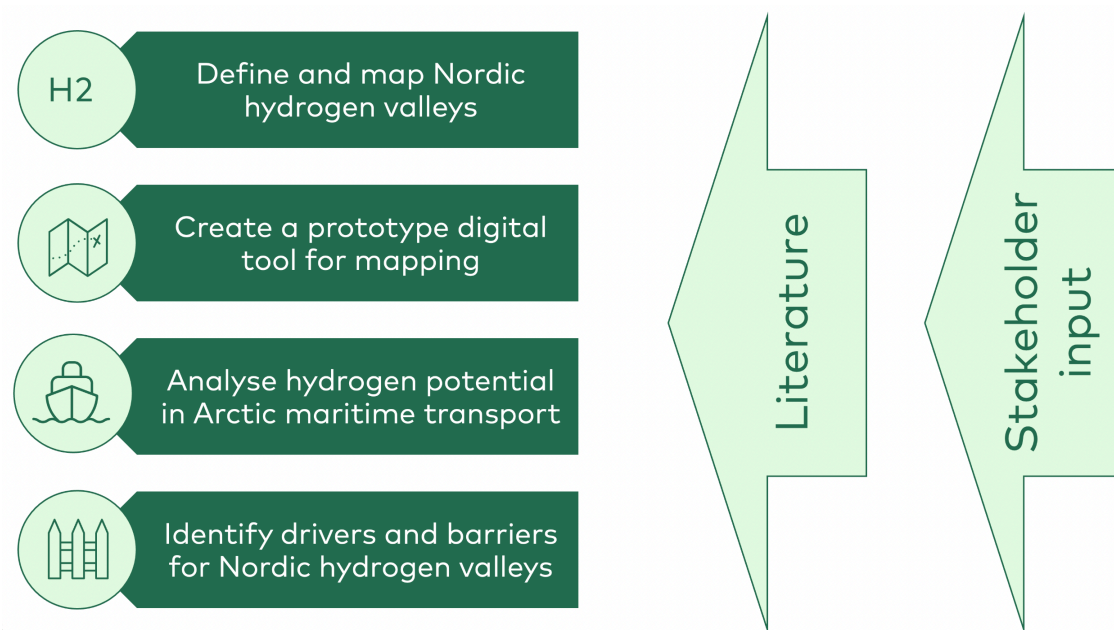 H2
Define and map Nordic
hydrogen valleys
Create a prototype digital
tool for mapping
Analyse hydrogen potential
in Arctic maritime transport
Identify drivers and barriers
for Nordic hydrogen valleys
Literature
Stakeholder
input